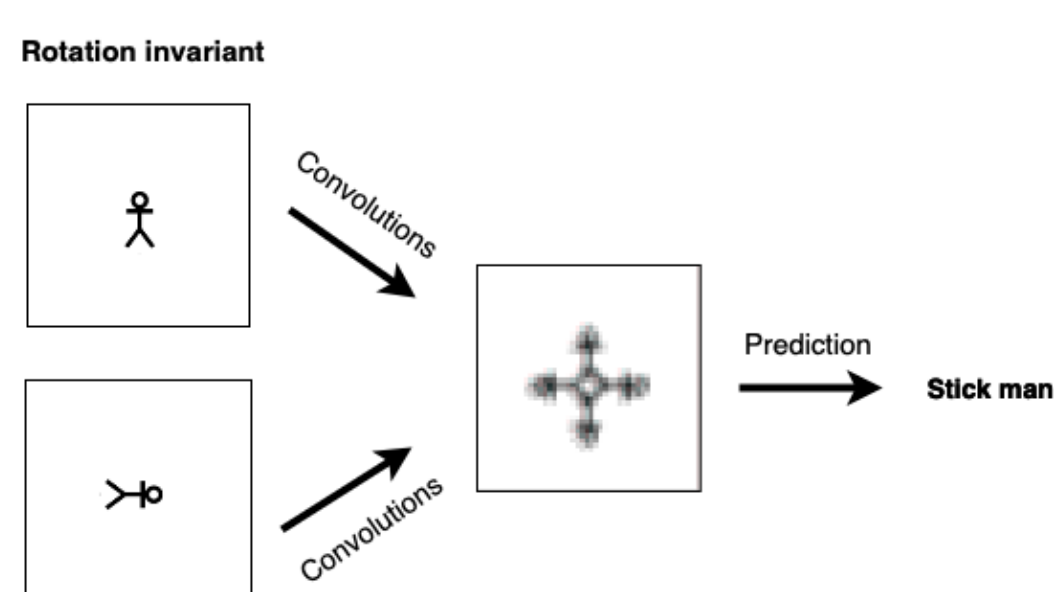 Rotation invariant
Convolutions
Prediction
Stick man
Convolutions